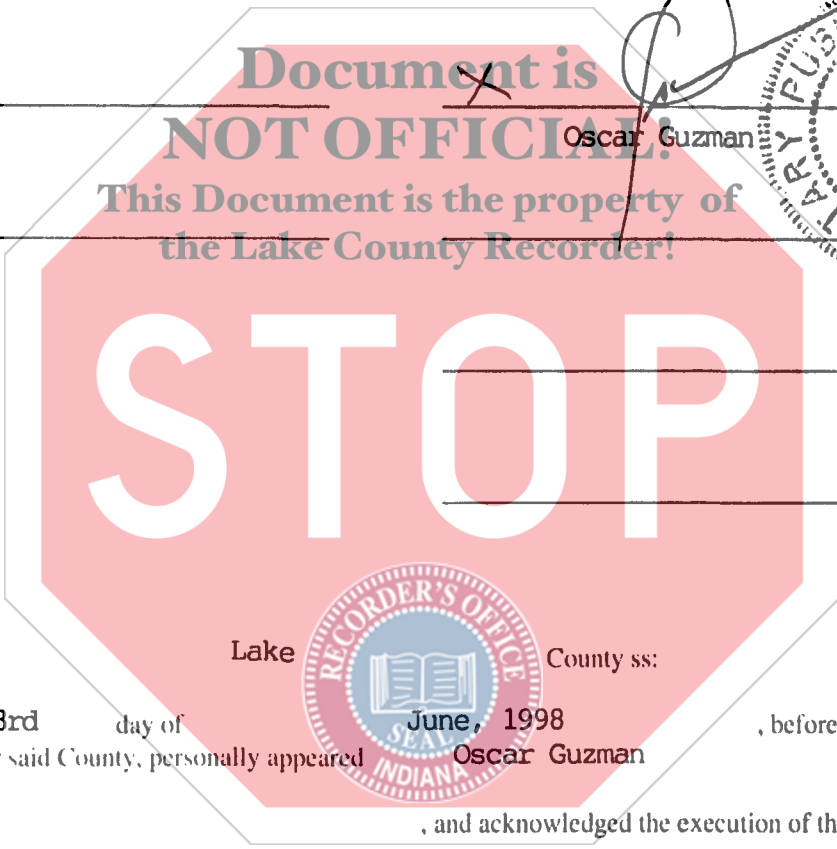 Document is
NOT OFFICIAL!
Oscar Guzman
This Document is the property of
the Lake County Recorder!
STOP
RECORDER'S OFFICE
SEAL
INDIANA
Lake County ss:
3rd day of June, 1998 , before
said County, personally appeared Oscar Guzman
, and acknowledged the execution of